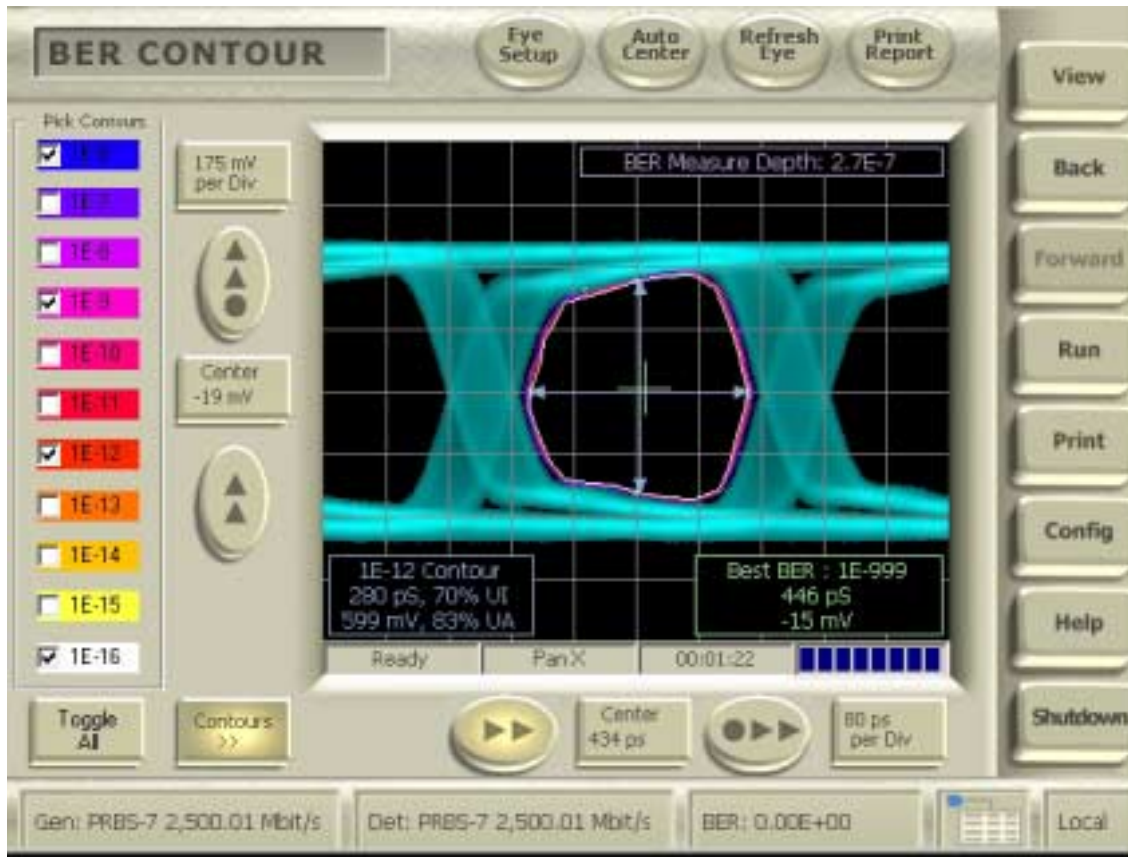 BER CONTOUR
Eye Setup
Auto Center
Refresh Eye
Print Report
View
Back
Forward
Run
Print
Config
Help
Shutdown
Pick Contours
1E-9
1E-10
1E-11
1E-12
1E-13
1E-14
1E-15
1E-16
175 mV
per Div
Center
-19 mV
BER Measure Depth: 2.7E-7
1E-12 Contour
280 pS, 70% UI
599 mV, 83% UA
Best BER : 1E-999
446 pS
-15 mV
Ready
Pan X
00:01:22
Toggle
All
Contours
>>
Center
434 ps
80 ps
per Div
Gen: PRBS-7 2,500.01 Mbit/s
Det: PRBS-7 2,500.01 Mbit/s
BER: 0.00E+00
Local